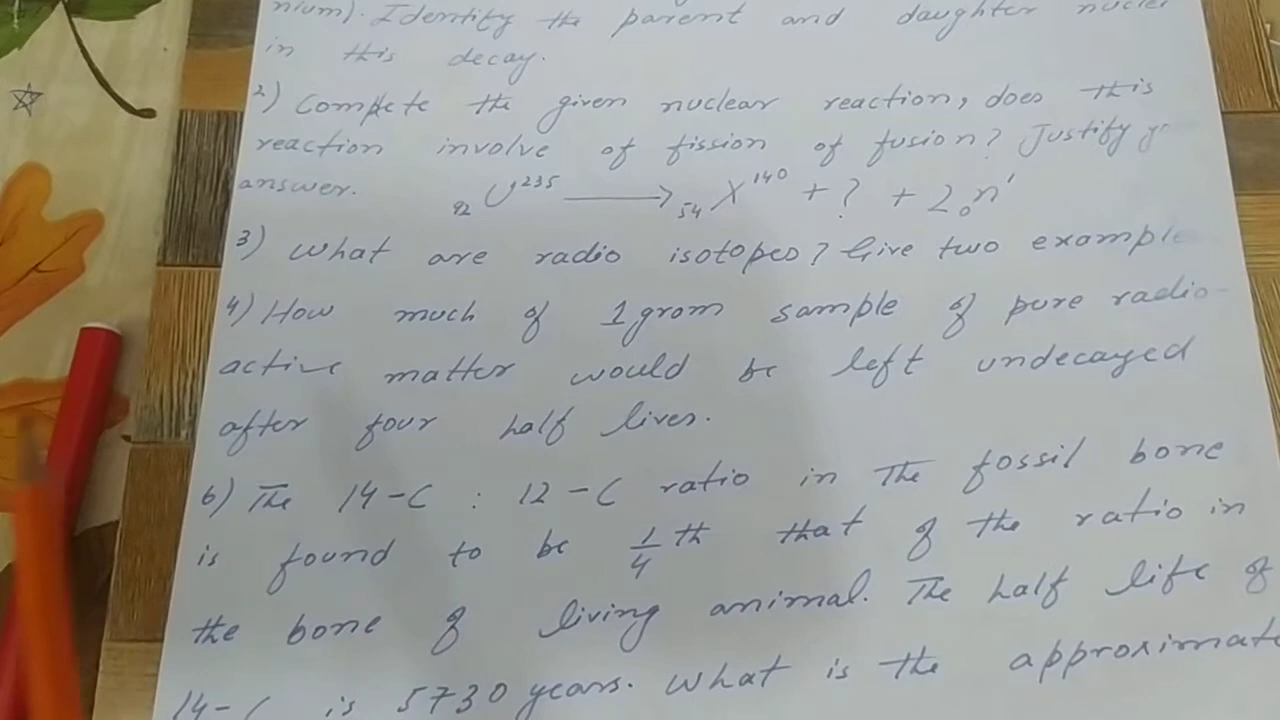 nium). Identify the parent and daughter nuclei
in this decay.
2) Complete the given nuclear reaction, does this
reaction involve of fission of fusion? Justify
answer. ₉₂U²³⁵ ⟶ ₅₄X¹⁴⁰ + ? + 2₀n¹
3) What are radio isotopes? Give two example
4) How much of 1 gram sample of pure radio-
active matter would be left undecayed
after four half lives.
6) The 14-C : 12-C ratio in The fossil bone
is found to be 1/4 th that of the ratio in
the bone of living animal. The half life of
14-C is 5730 years. What is the approximate